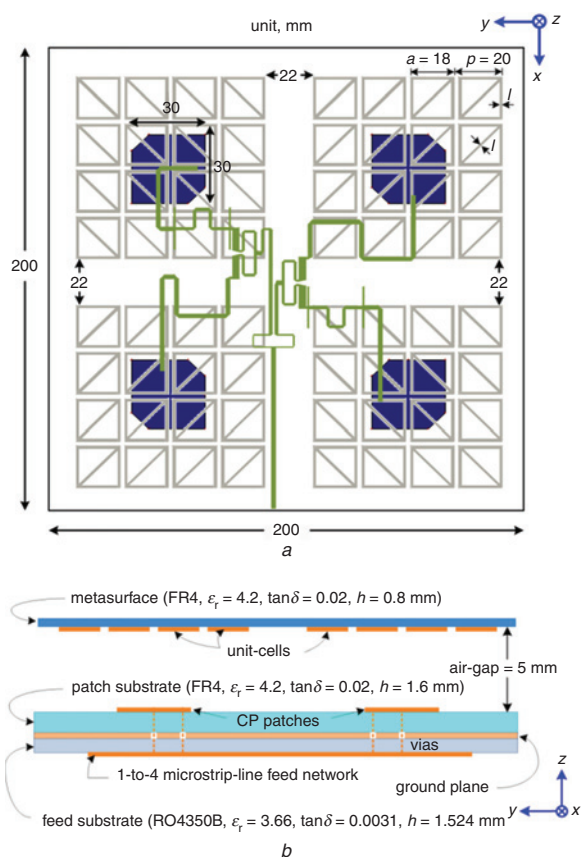 unit, mm
y
z
x
a = 18
p = 20
22
l
30
l
30
200
22
22
200
a
metasurface (FR4, εr = 4.2, tanδ = 0.02, h = 0.8 mm)
unit-cells
air-gap = 5 mm
patch substrate (FR4, εr = 4.2, tanδ = 0.02, h = 1.6 mm)
CP patches
vias
1-to-4 microstrip-line feed network
ground plane
z
y
x
feed substrate (RO4350B, εr = 3.66, tanδ = 0.0031, h = 1.524 mm
b